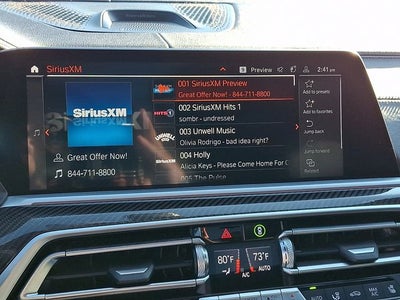 SiriusXM
Preview
2:41 pm
SiriusXM
Great Offer Now!
844-711-8800
001 SiriusXM Preview
Great Offer Now! - 844-711-8800
HITS1
002 SiriusXM Hits 1
sombr - undressed
003 Unwell Music
Olivia Rodrigo - bad idea right?
004 Holly
Alicia Keys - Please Come Home For C
005 The Pulse
Add to presets
Add to favorites
Jump back
Jump forward
80°F
73°F
AUTO
A/C
A/C
MAX